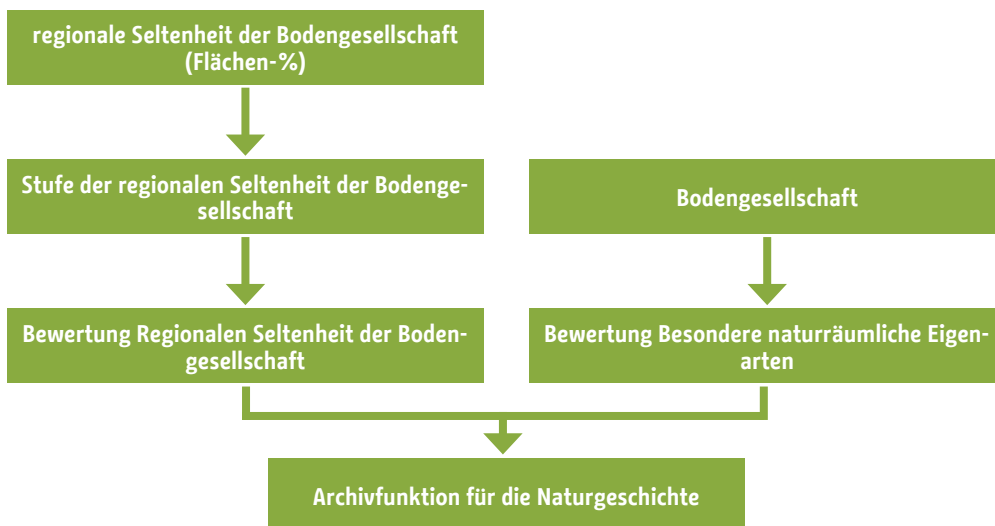 regionale Seltenheit der Bodengesellschaft
(Flächen-%)
Stufe der regionalen Seltenheit der Bodenge-
sellschaft
Bodengesellschaft
Bewertung Regionalen Seltenheit der Boden-
gesellschaft
Bewertung Besondere naturräumliche Eigen-
arten
Archivfunktion für die Naturgeschichte